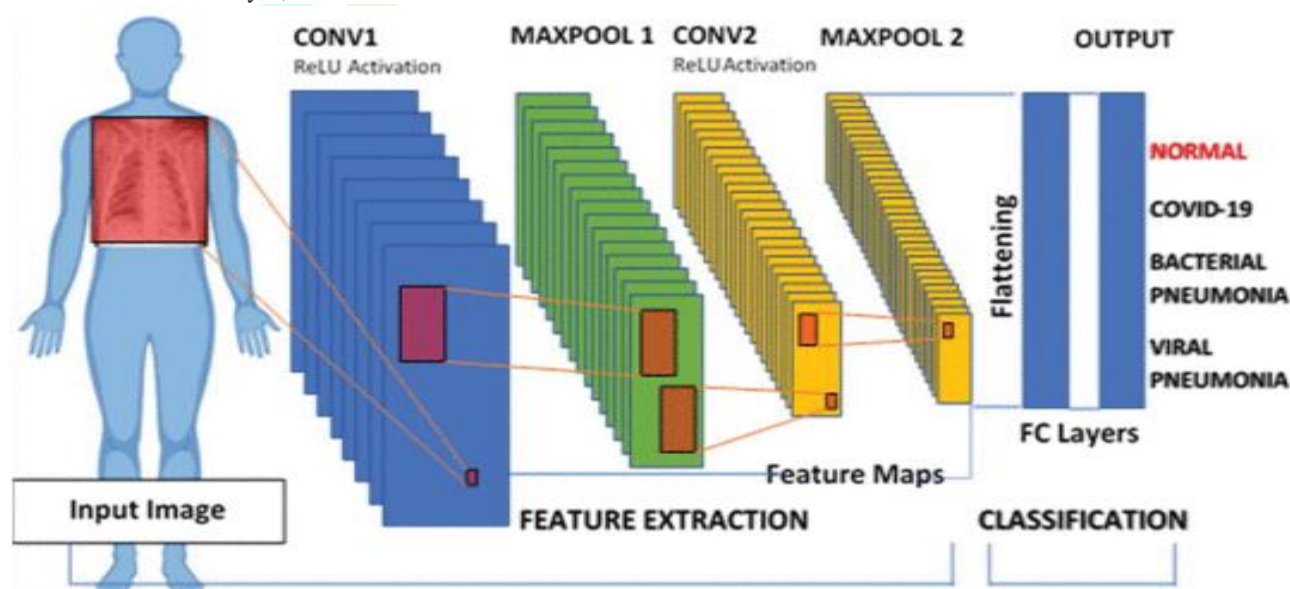 CONV1
ReLU Activation
MAXPOOL 1
CONV2
ReLU Activation
MAXPOOL 2
OUTPUT
NORMAL
COVID-19
BACTERIAL
PNEUMONIA
VIRAL
PNEUMONIA
Flattening
FC Layers
Feature Maps
Input Image
FEATURE EXTRACTION
CLASSIFICATION